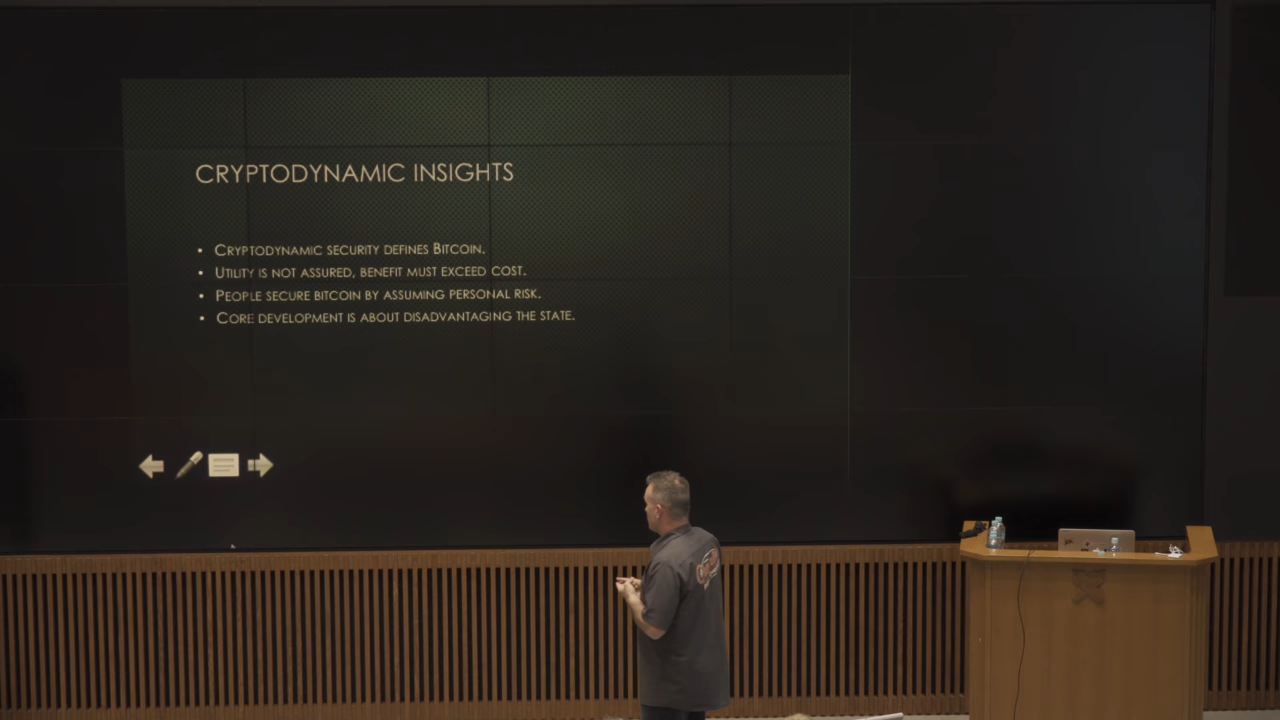 CRYPTODYNAMIC INSIGHTS
• CRYPTODYNAMIC SECURITY DEFINES BITCOIN.
• UTILITY IS NOT ASSURED, BENEFIT MUST EXCEED COST.
• PEOPLE SECURE BITCOIN BY ASSUMING PERSONAL RISK.
• CORE DEVELOPMENT IS ABOUT DISADVANTAGING THE STATE.